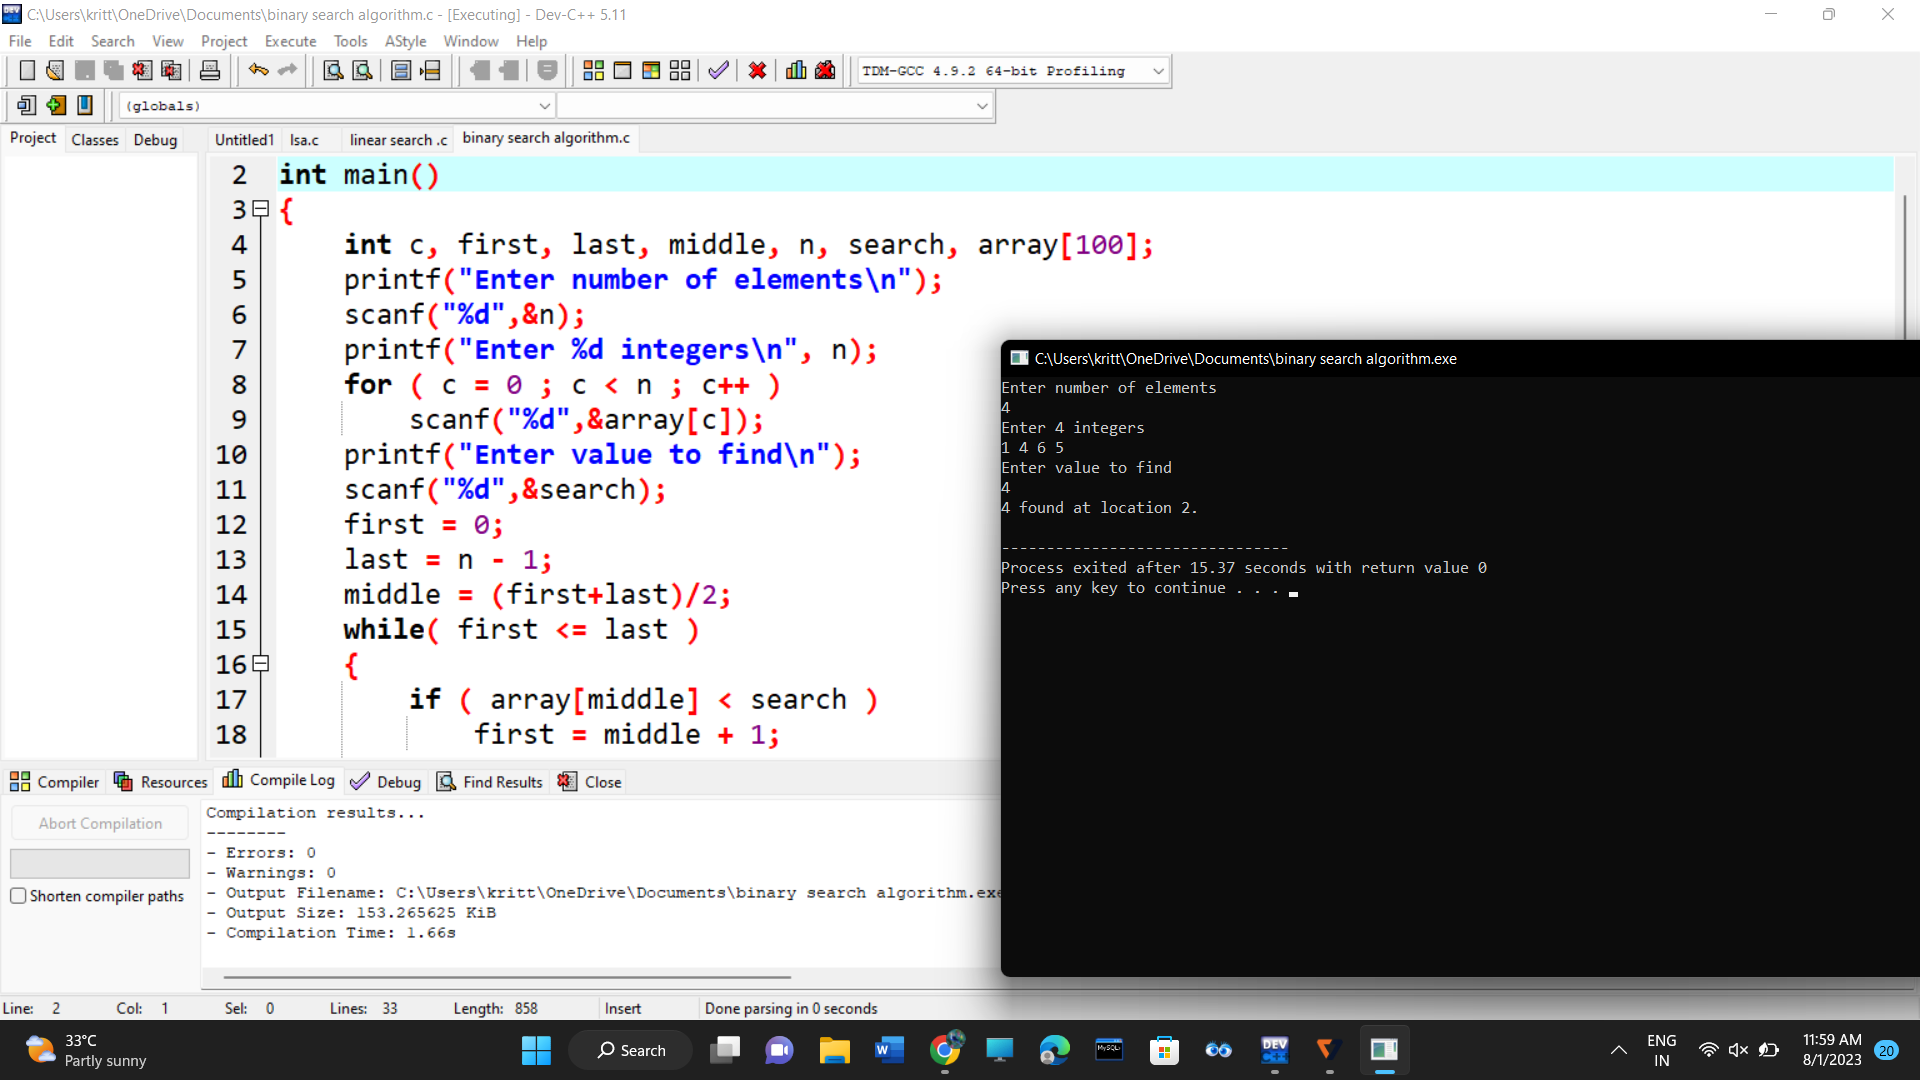 C:\Users\kritt\OneDrive\Documents\binary search algorithm.c - [Executing] - Dev-C++ 5.11
File Edit Search View Project Execute Tools AStyle Window Help
TDM-GCC 4.9.2 64-bit Profiling
(globals)
Project Classes Debug
Untitled1 lsa.c linear search .c binary search algorithm.c
2 int main()
3 {
4 int c, first, last, middle, n, search, array[100];
5 printf("Enter number of elements\n");
6 scanf("%d",&n);
7 printf("Enter %d integers\n", n);
8 for ( c = 0 ; c < n ; c++ )
9 scanf("%d",&array[c]);
10 printf("Enter value to find\n");
11 scanf("%d",&search);
12 first = 0;
13 last = n - 1;
14 middle = (first+last)/2;
15 while( first <= last )
16 {
17 if ( array[middle] < search )
18 first = middle + 1;
C:\Users\kritt\OneDrive\Documents\binary search algorithm.exe
Enter number of elements
4
Enter 4 integers
1 4 6 5
Enter value to find
4
4 found at location 2.
--------------------------------
Process exited after 15.37 seconds with return value 0
Press any key to continue . . .
Compiler Resources Compile Log Debug Find Results Close
Abort Compilation
Shorten compiler paths
Compilation results...
--------
- Errors: 0
- Warnings: 0
- Output Filename: C:\Users\kritt\OneDrive\Documents\binary search algorithm.exe
- Output Size: 153.265625 KiB
- Compilation Time: 1.66s
Line: 2 Col: 1 Sel: 0 Lines: 33 Length: 858 Insert Done parsing in 0 seconds
33°C
Partly sunny
Search
W
MySQL
DEV
C++
ENG
IN
11:59 AM
8/1/2023
20